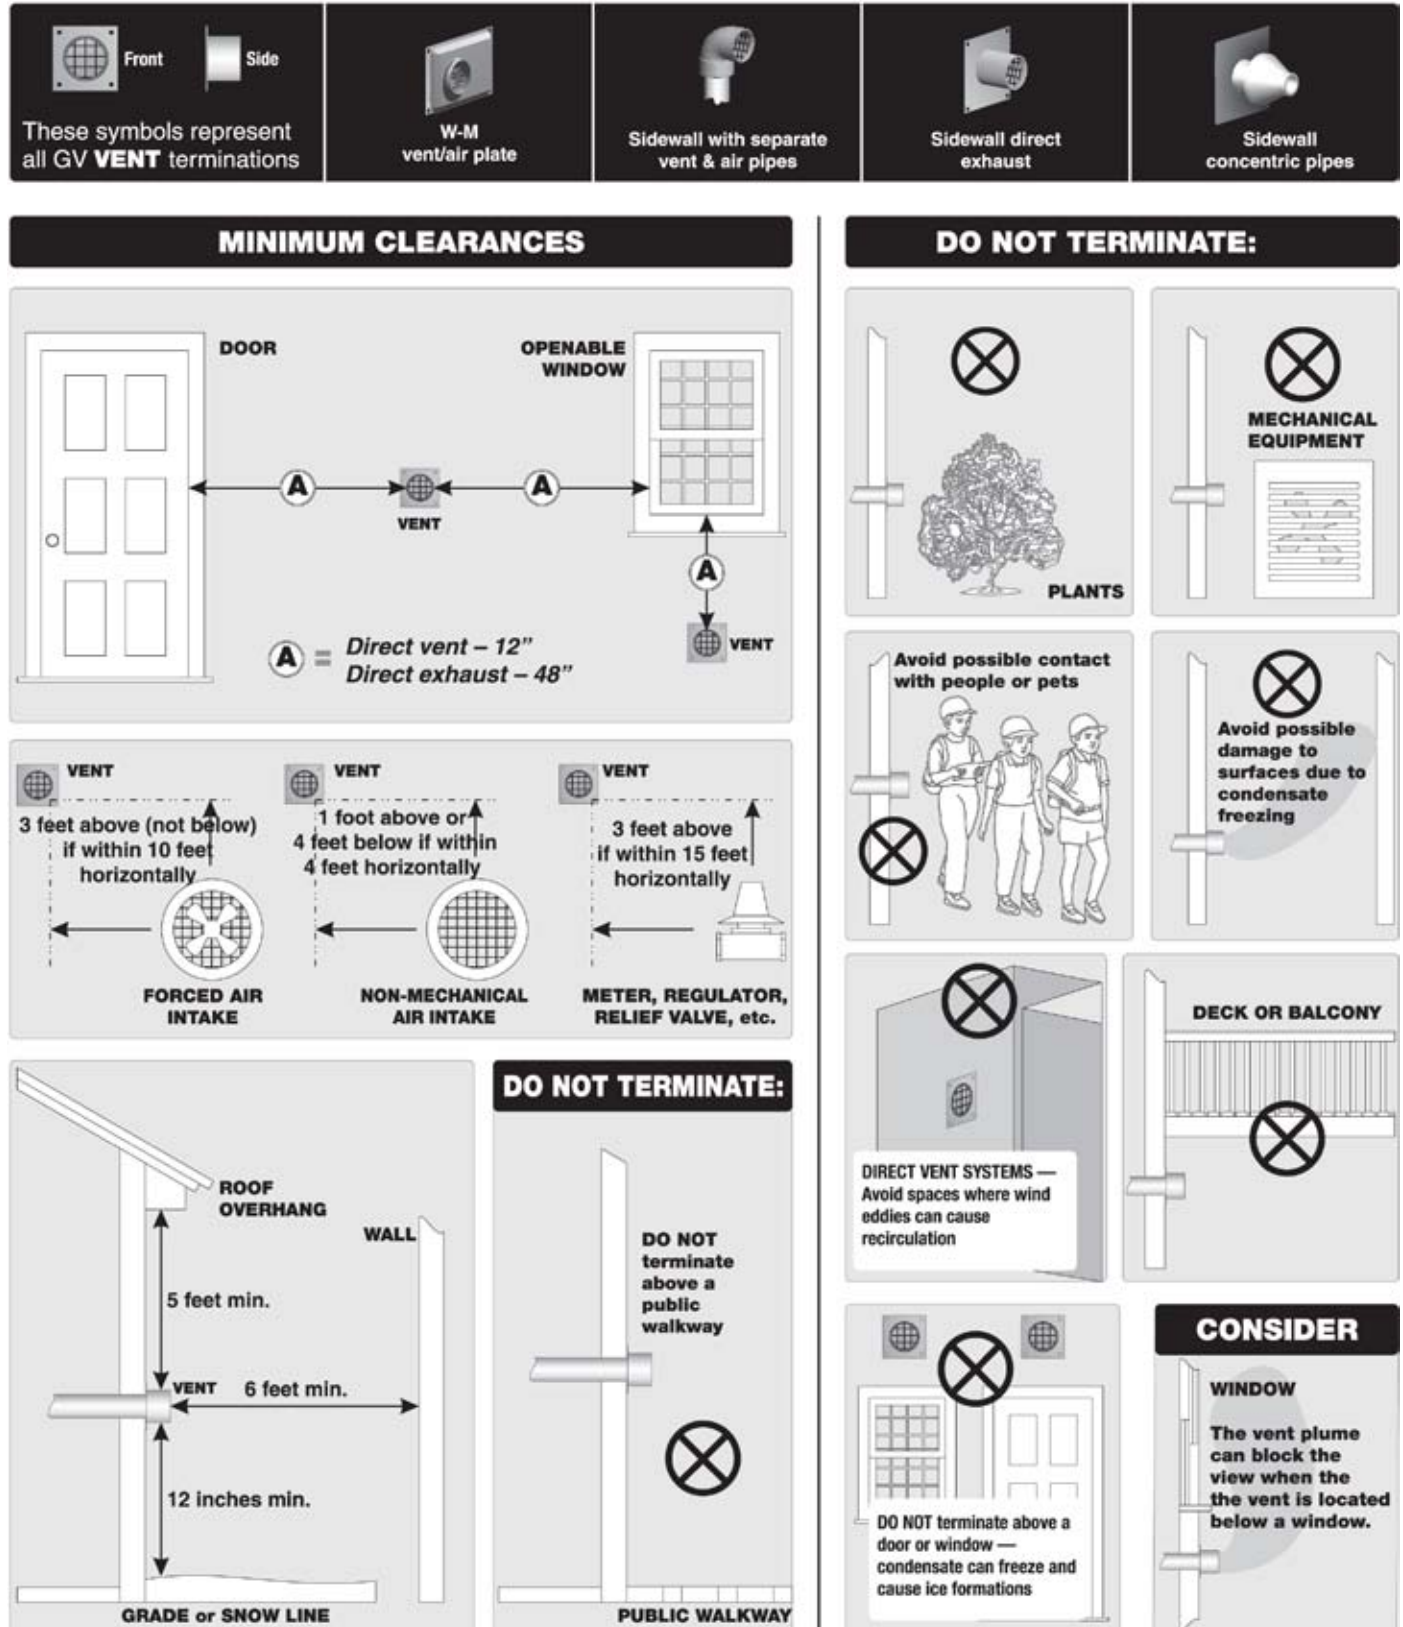 Front
Side
These symbols represent
all GV VENT terminations
W-M
vent/air plate
Sidewall with separate
vent & air pipes
Sidewall direct
exhaust
Sidewall
concentric pipes
MINIMUM CLEARANCES
DOOR
OPENABLE
WINDOW
A
A
VENT
A
VENT
A = Direct vent – 12”
Direct exhaust – 48”
VENT
3 feet above (not below)
if within 10 feet
horizontally
FORCED AIR
INTAKE
VENT
1 foot above or
4 feet below if within
4 feet horizontally
NON-MECHANICAL
AIR INTAKE
VENT
3 feet above
if within 15 feet
horizontally
METER, REGULATOR,
RELIEF VALVE, etc.
ROOF
OVERHANG
WALL
5 feet min.
VENT
6 feet min.
12 inches min.
GRADE or SNOW LINE
DO NOT TERMINATE:
DO NOT
terminate
above a
public
walkway
PUBLIC WALKWAY
DO NOT TERMINATE:
PLANTS
MECHANICAL
EQUIPMENT
Avoid possible contact
with people or pets
Avoid possible
damage to
surfaces due to
condensate
freezing
DIRECT VENT SYSTEMS —
Avoid spaces where wind
eddies can cause
recirculation
DECK OR BALCONY
DO NOT terminate above a
door or window —
condensate can freeze and
cause ice formations
CONSIDER
WINDOW
The vent plume
can block the
view when the
the vent is located
below a window.